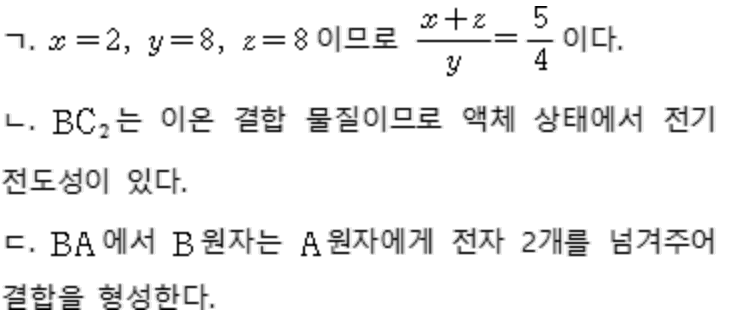 ㄱ. x=2, y=8, z=8이므로 (x+z)/y=5/4이다.
ㄴ. BC₂는 이온 결합 물질이므로 액체 상태에서 전기
전도성이 있다.
ㄷ. BA에서 B원자는 A원자에게 전자 2개를 넘겨주어
결합을 형성한다.